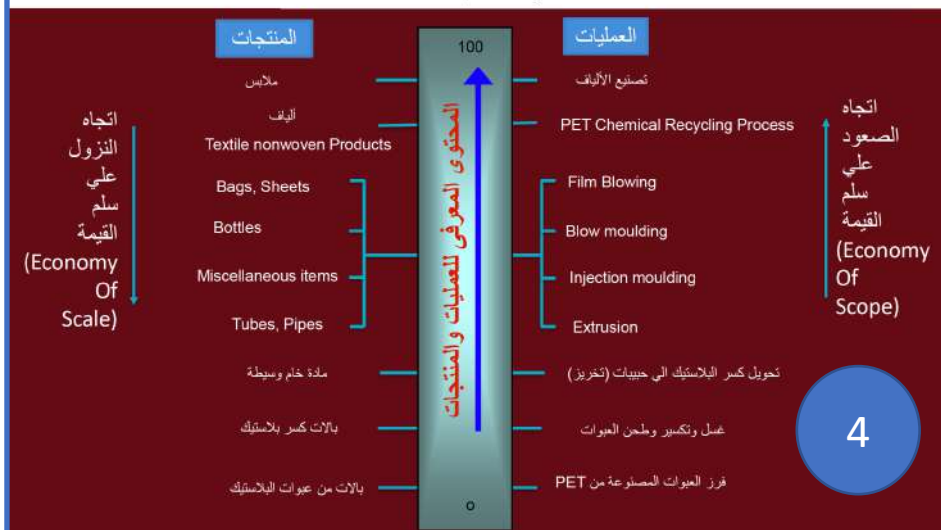 العمليات
100
المنتجات
تصنيع الألياف
ملابس
PET Chemical Recycling Process
ألياف
Textile nonwoven Products
Film Blowing
Bags, Sheets
Blow moulding
Bottles
Injection moulding
Miscellaneous items
Extrusion
Tubes, Pipes
تحويل كسر البلاستيك الي حبيبات (تخريز)
مادة خام وسيطة
غسل وتكسير وطحن العبوات
بالات كسر بلاستيك
فرز العبوات المصنوعة من PET
بالات من عبوات البلاستيك
o
المحتوى المعرفى للعمليات والمنتجات
اتجاه
الصعود
علي
سلم
القيمة
(Economy
Of
Scope)
اتجاه
النزول
علي
سلم
القيمة
(Economy
Of
Scale)
4